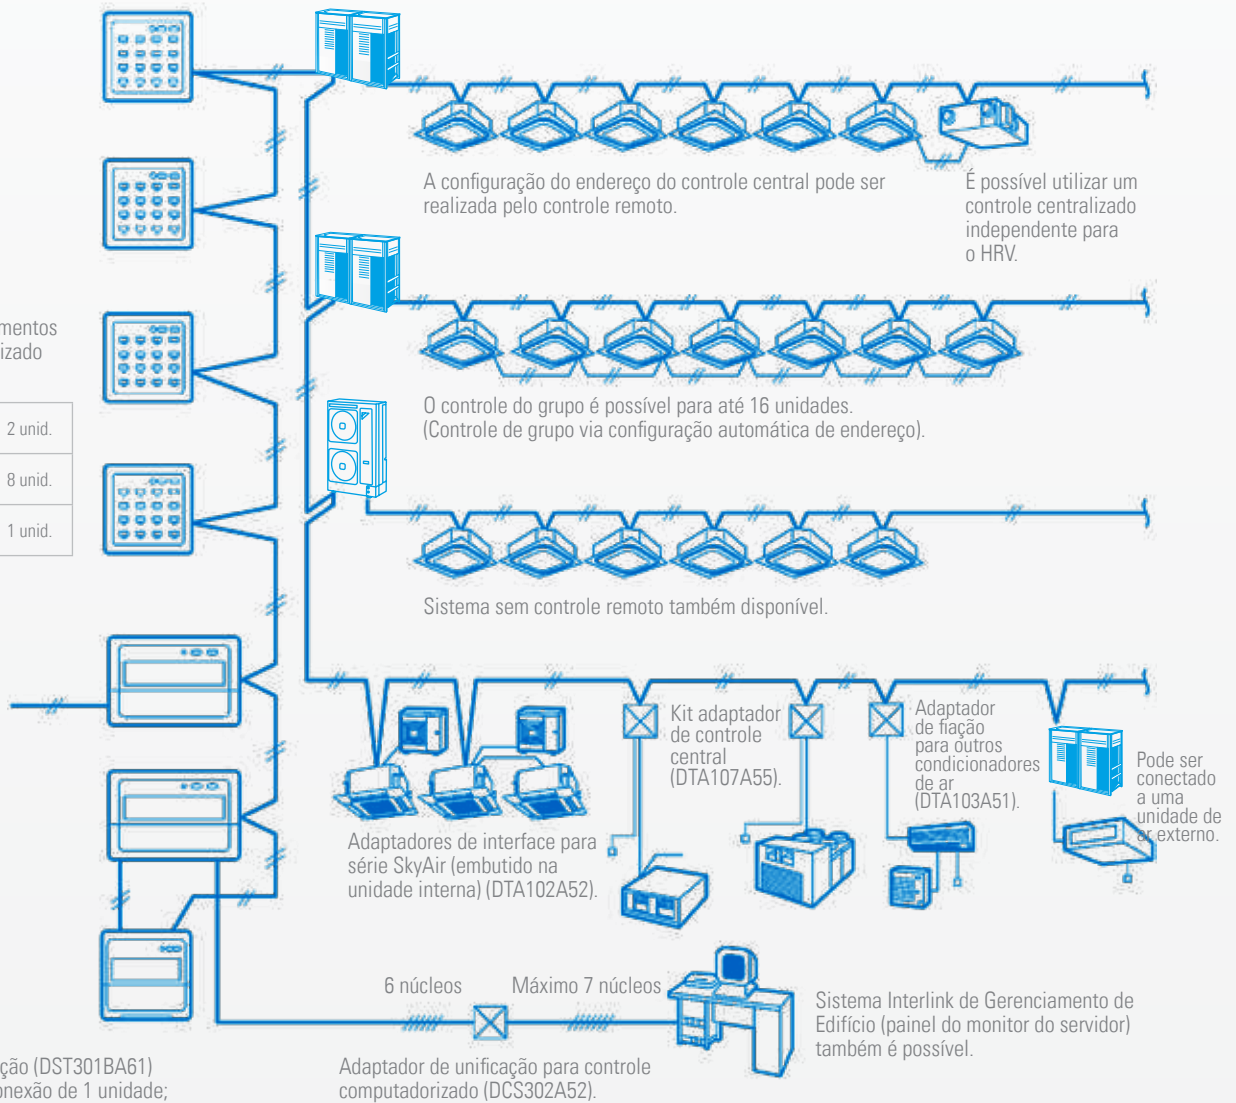 A configuração do endereço do controle central pode ser
realizada pelo controle remoto.
É possível utilizar um
controle centralizado
independente para
o HRV.
mentos
izado
2 unid.
8 unid.
1 unid.
O controle do grupo é possível para até 16 unidades.
(Controle de grupo via configuração automática de endereço).
Sistema sem controle remoto também disponível.
Kit adaptador
de controle
central
(DTA107A55).
Adaptador
de fiação
para outros
condicionadores
de ar
(DTA103A51).
Pode ser
conectado
a uma
unidade de
ar externo.
Adaptadores de interface para
série SkyAir (embutido na
unidade interna) (DTA102A52).
6 núcleos
Máximo 7 núcleos
Sistema Interlink de Gerenciamento de
Edifício (painel do monitor do servidor)
também é possível.
ção (DST301BA61)
onexão de 1 unidade;
Adaptador de unificação para controle
computadorizado (DCS302A52).